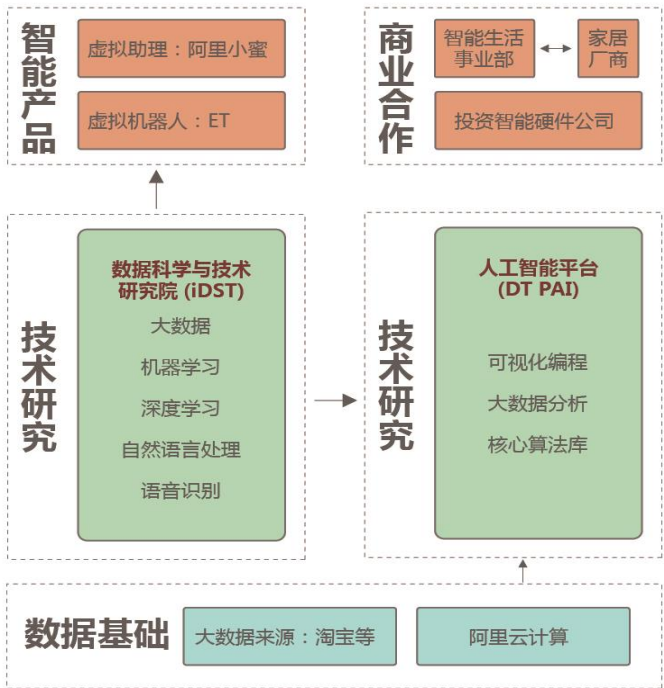 智能产品
虚拟助理：阿里小蜜
虚拟机器人：ET
商业合作
智能生活
事业部
家居
厂商
投资智能硬件公司
技术研究
数据科学与技术
研究院 (iDST)
大数据
机器学习
深度学习
自然语言处理
语音识别
技术研究
人工智能平台
(DT PAI)
可视化编程
大数据分析
核心算法库
数据基础
大数据来源：淘宝等
阿里云计算